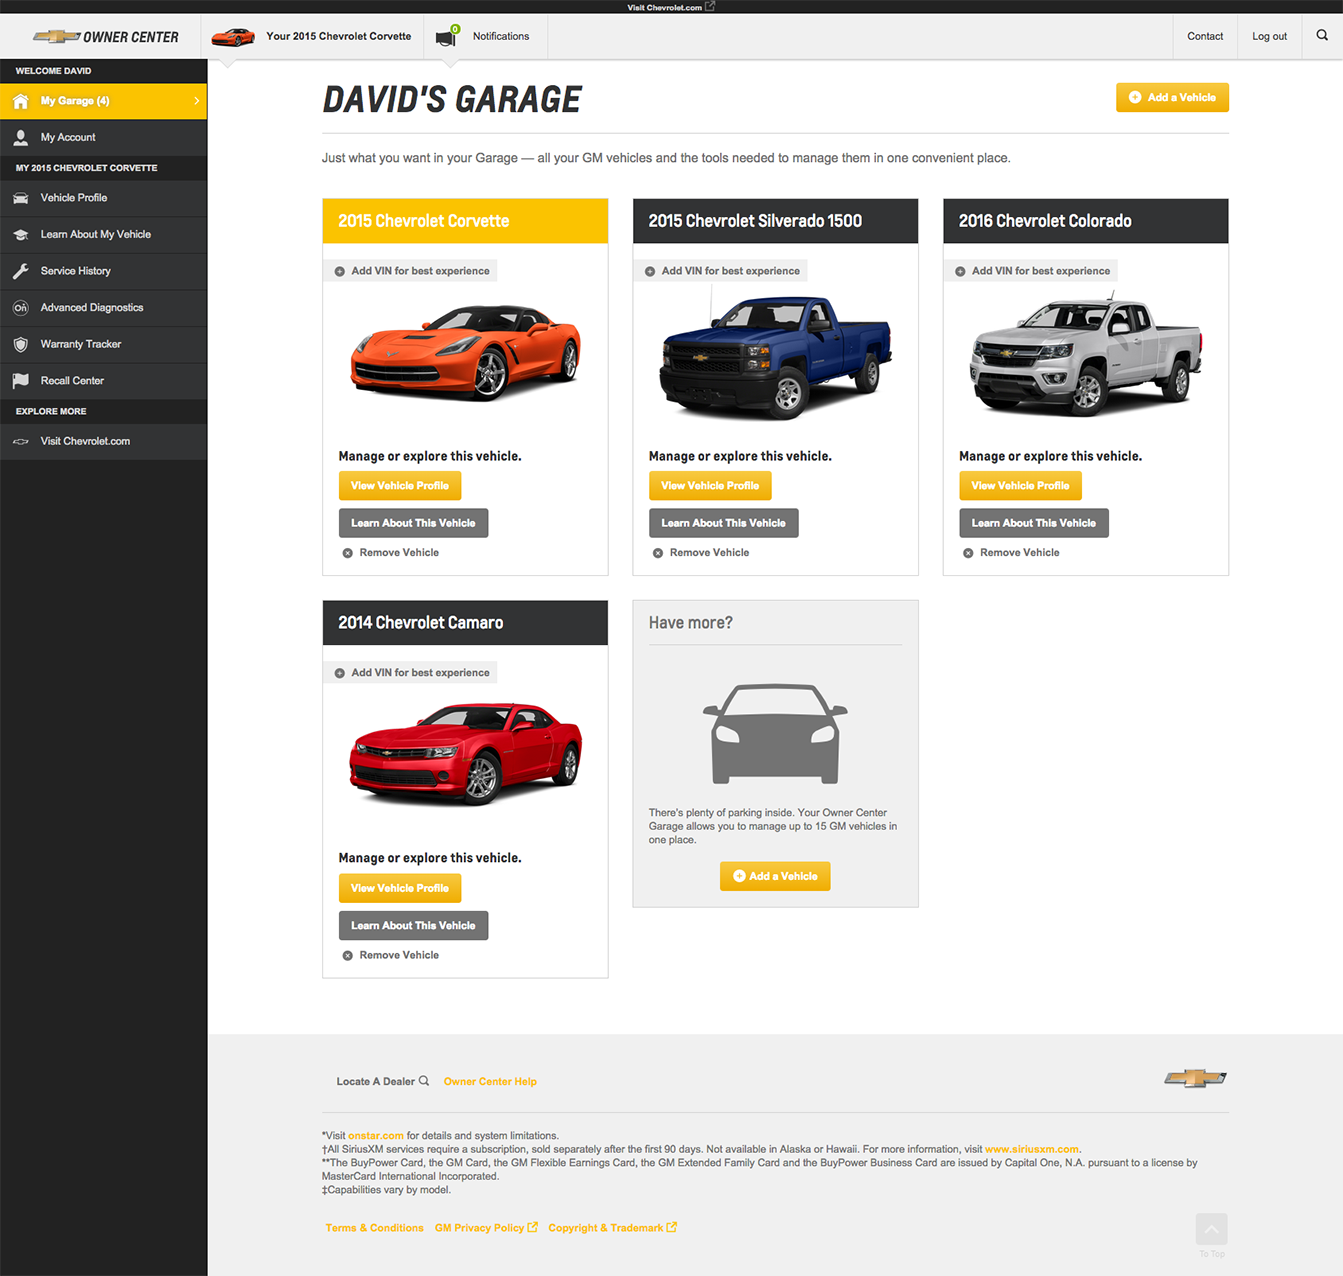 Visit Chevrolet.com
OWNER CENTER
Your 2015 Chevrolet Corvette
0
Notifications
Contact
Log out
WELCOME DAVID
My Garage (4)
My Account
MY 2015 CHEVROLET CORVETTE
Vehicle Profile
Learn About My Vehicle
Service History
On
Advanced Diagnostics
Warranty Tracker
Recall Center
EXPLORE MORE
Visit Chevrolet.com
DAVID'S GARAGE
Add a Vehicle
Just what you want in your Garage — all your GM vehicles and the tools needed to manage them in one convenient place.
2015 Chevrolet Corvette
Add VIN for best experience
Manage or explore this vehicle.
View Vehicle Profile
Learn About This Vehicle
Remove Vehicle
2015 Chevrolet Silverado 1500
Add VIN for best experience
Manage or explore this vehicle.
View Vehicle Profile
Learn About This Vehicle
Remove Vehicle
2016 Chevrolet Colorado
Add VIN for best experience
Manage or explore this vehicle.
View Vehicle Profile
Learn About This Vehicle
Remove Vehicle
2014 Chevrolet Camaro
Add VIN for best experience
Manage or explore this vehicle.
View Vehicle Profile
Learn About This Vehicle
Remove Vehicle
Have more?
There's plenty of parking inside. Your Owner Center
Garage allows you to manage up to 15 GM vehicles in
one place.
Add a Vehicle
Locate A Dealer
Owner Center Help
*Visit onstar.com for details and system limitations.
†All SiriusXM services require a subscription, sold separately after the first 90 days. Not available in Alaska or Hawaii. For more information, visit www.siriusxm.com.
**The BuyPower Card, the GM Card, the GM Flexible Earnings Card, the GM Extended Family Card and the BuyPower Business Card are issued by Capital One, N.A. pursuant to a license by
MasterCard International Incorporated.
‡Capabilities vary by model.
Terms & Conditions
GM Privacy Policy
Copyright & Trademark
To Top